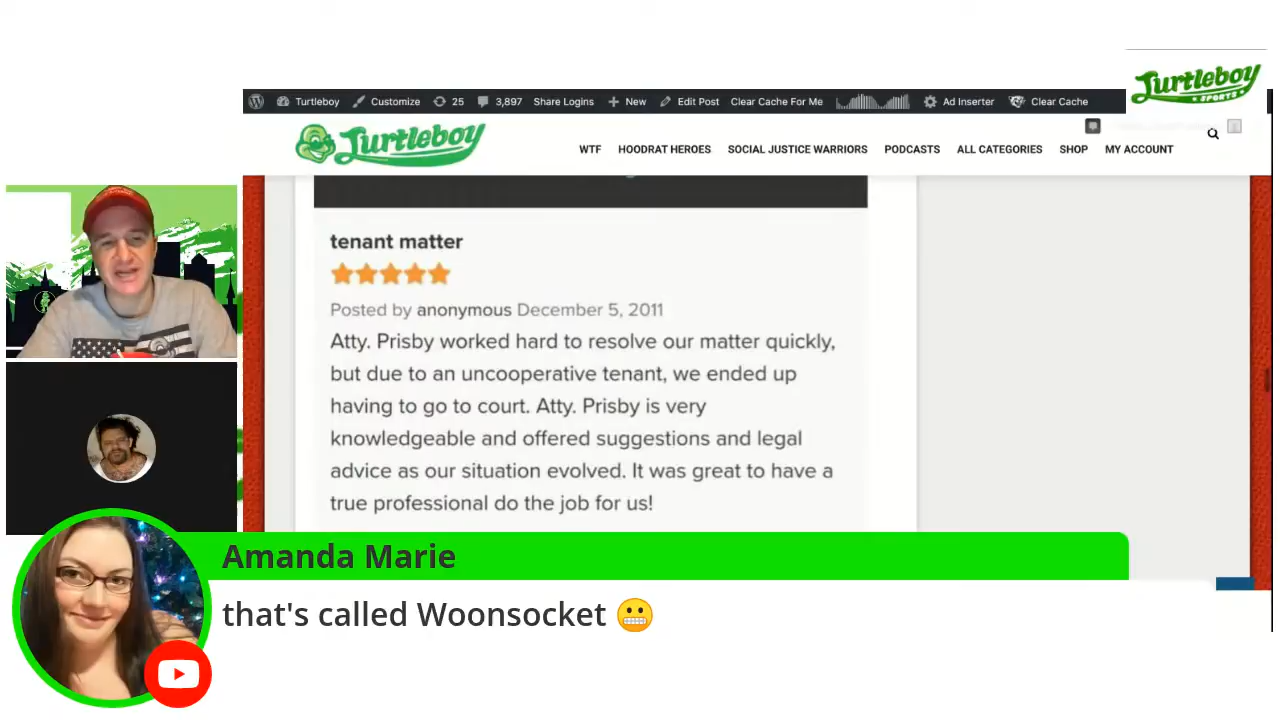 Turtleboy
SPORTS
Turtleboy Customize 25 3,897 Share Logins New Edit Post Clear Cache For Me Ad Inserter Clear Cache
Turtleboy
WTF HOODRAT HEROES SOCIAL JUSTICE WARRIORS PODCASTS ALL CATEGORIES SHOP MY ACCOUNT
tenant matter
Posted by anonymous December 5, 2011
Atty. Prisby worked hard to resolve our matter quickly,
but due to an uncooperative tenant, we ended up
having to go to court. Atty. Prisby is very
knowledgeable and offered suggestions and legal
advice as our situation evolved. It was great to have a
true professional do the job for us!
Amanda Marie
that's called Woonsocket 😬